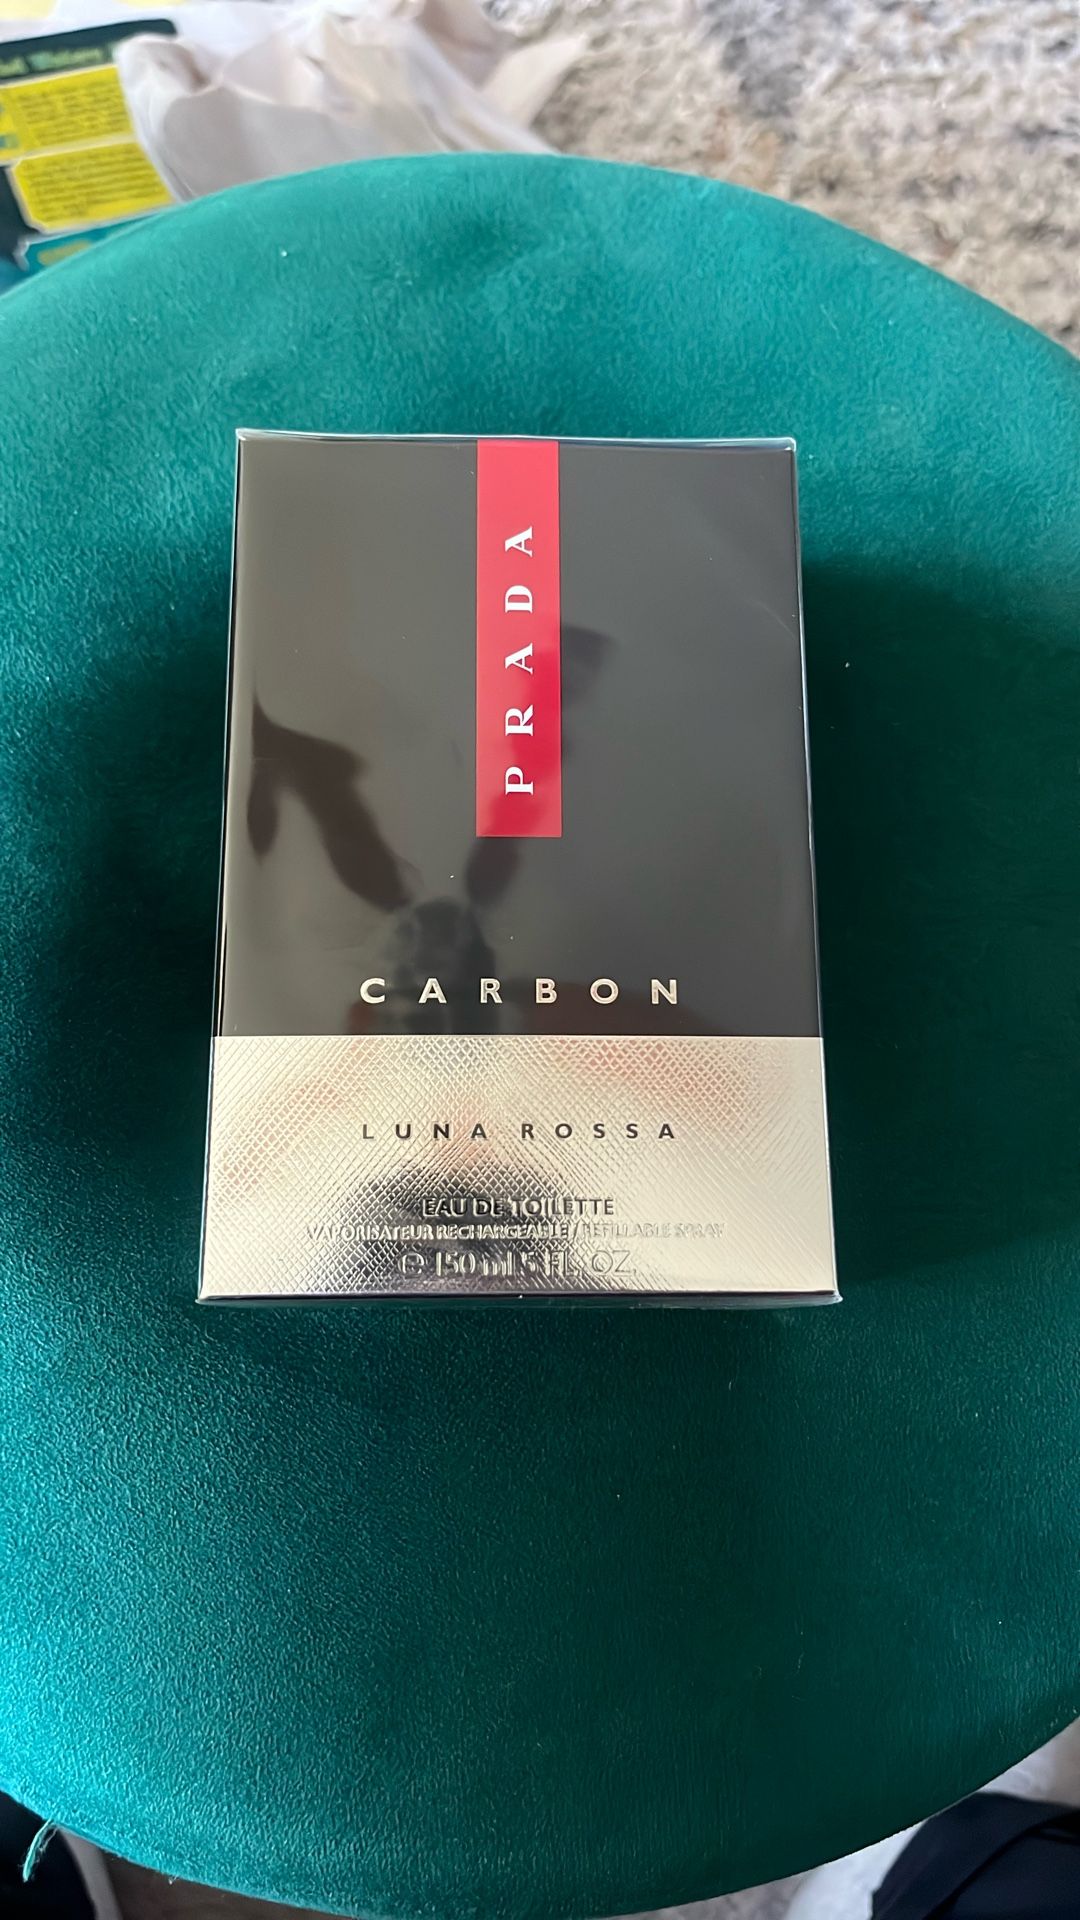 PRADA
CARBON
LUNA ROSSA
EAU DE TOILETTE
VAPORISATEUR RECHARGEABLE / REFILLABLE SPRAY
℮ 150 ml 5 FL. OZ.